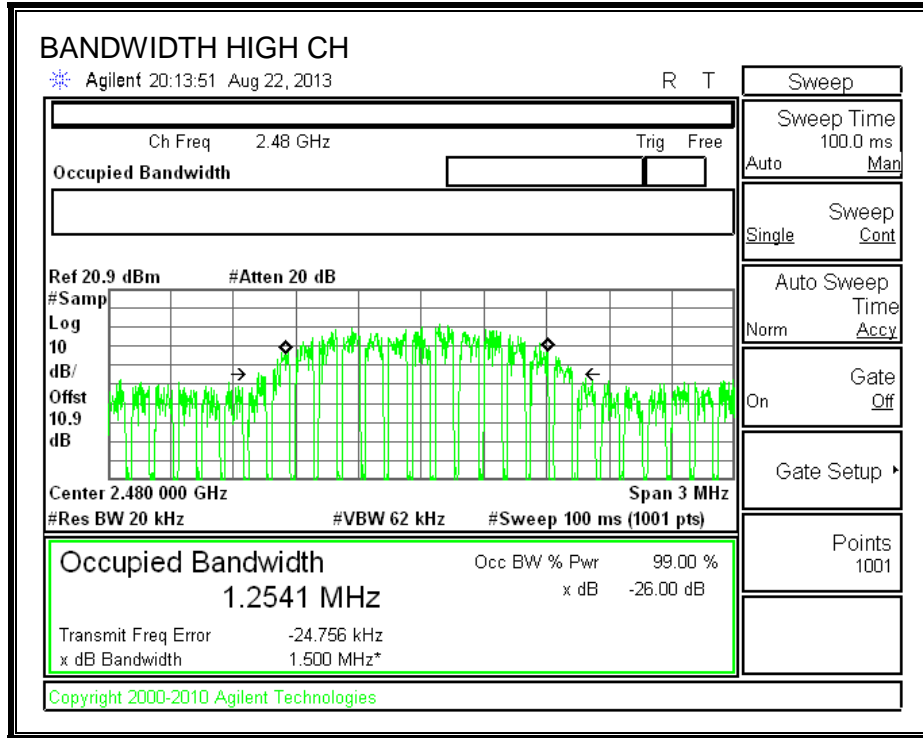 BANDWIDTH HIGH CH
Agilent 20:13:51 Aug 22, 2013 R T
Ch Freq 2.48 GHz Trig Free
Occupied Bandwidth
Ref 20.9 dBm #Atten 20 dB
#Samp
Log
10
dB/
Offst
10.9
dB
Center 2.480 000 GHz Span 3 MHz
#Res BW 20 kHz #VBW 62 kHz #Sweep 100 ms (1001 pts)
Occupied Bandwidth Occ BW % Pwr 99.00 %
1.2541 MHz x dB -26.00 dB
Transmit Freq Error -24.756 kHz
x dB Bandwidth 1.500 MHz*
Copyright 2000-2010 Agilent Technologies
Sweep
Sweep Time
100.0 ms
Auto Man
Sweep
Single Cont
Auto Sweep
Time
Norm Accy
Gate
On Off
Gate Setup
Points
1001